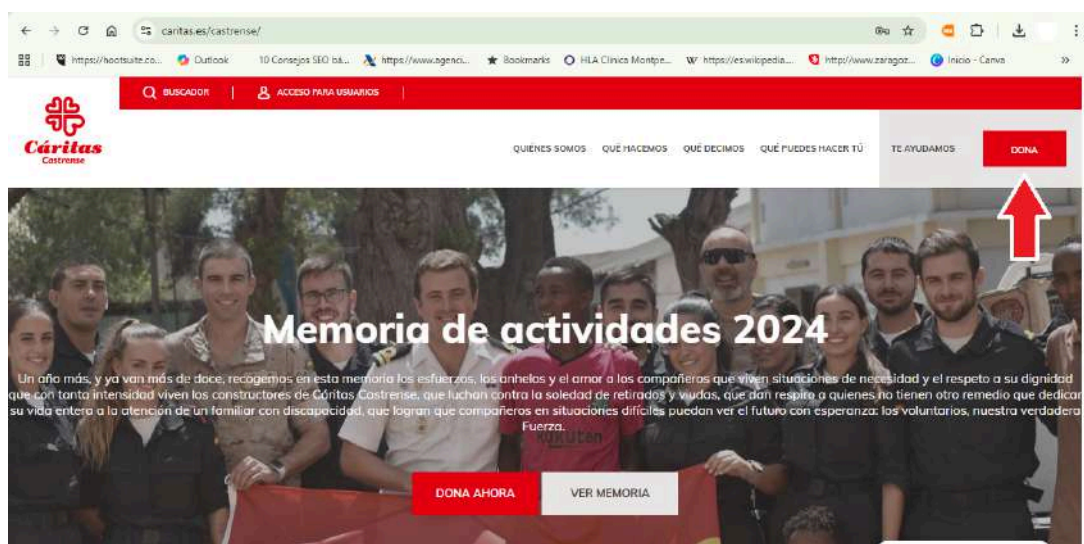 caritas.es/castrense/
https://hootsuite.co... Outlook 10 Consejos SEO bá... https://www.agenci... Bookmarks HLA Clinica Montpe... https://es.wikipedia... http://www.zaragoz... Inicio - Canva »
BUSCADOR | ACCESO PARA USUARIOS |
Cáritas
Castrense
QUIÉNES SOMOS QUÉ HACEMOS QUÉ DECIMOS QUÉ PUEDES HACER TÚ TE AYUDAMOS DONA
Memoria de actividades 2024
Un año más, y ya van más de doce, recogemos en esta memoria los esfuerzos, los anhelos y el amor a los compañeros que viven situaciones de necesidad y el respeto a su dignidad
que con tanta intensidad viven los constructores de Cáritas Castrense, que luchan contra la soledad de retirados y viudas, que dan respiro a quienes no tienen otro remedio que dedicar
su vida entera a la atención de un familiar con discapacidad, que logran que compañeros en situaciones difíciles puedan ver el futuro con esperanza: los voluntarios, nuestra verdadera
Fuerza.
DONA AHORA VER MEMORIA